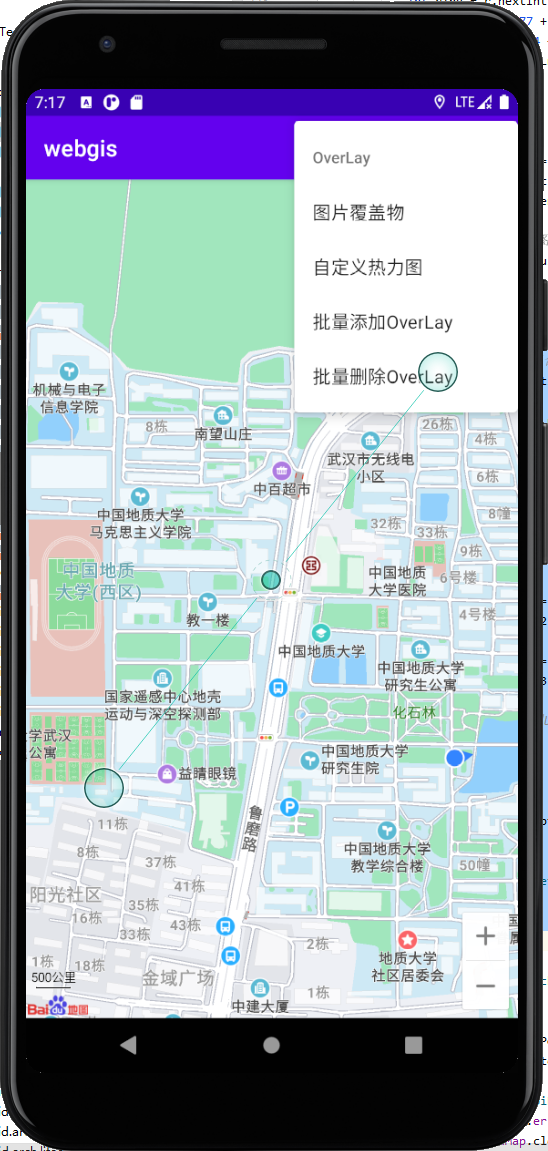 7:17
LTE
webgis
OverLay
图片覆盖物
自定义热力图
批量添加OverLay
批量删除OverLay
机械与电子
信息学院
8栋
南望山庄
26栋
4栋
武汉市无线电
小区
6栋
中百超市
中国地质大学
马克思主义学院
8幢
32栋
33栋
9栋
中国地质
大学(西区)
中国地质
大学医院
6号楼
教一楼
4号楼
中国地质大学
中国地质大学
研究生公寓
国家遥感中心地壳
运动与深空探测部
化石林
学武汉
公寓
中国地质大学
研究生院
益晴眼镜
鲁磨路
11栋
8栋
37栋
中国地质大学
教学综合楼
50幢
41栋
阳光社区
35栋
16栋
43栋
33栋
2栋
地质大学
社区居委会
1栋
18栋
500公里
金域广场
1栋
中建大厦
Bai du 地图